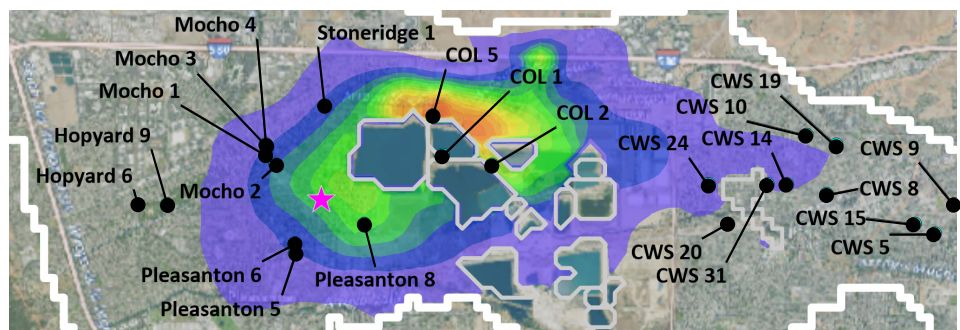 Mocho 4
Stoneridge 1
Mocho 3
COL 5
580
COL 1
CWS 19
Mocho 1
CWS 10
COL 2
Hopyard 9
CWS 14
CWS 24
CWS 9
Hopyard 6
Mocho 2
CWS 8
CWS 15
CWS 20
CWS 5
Pleasanton 6
Pleasanton 8
CWS 31
Pleasanton 5